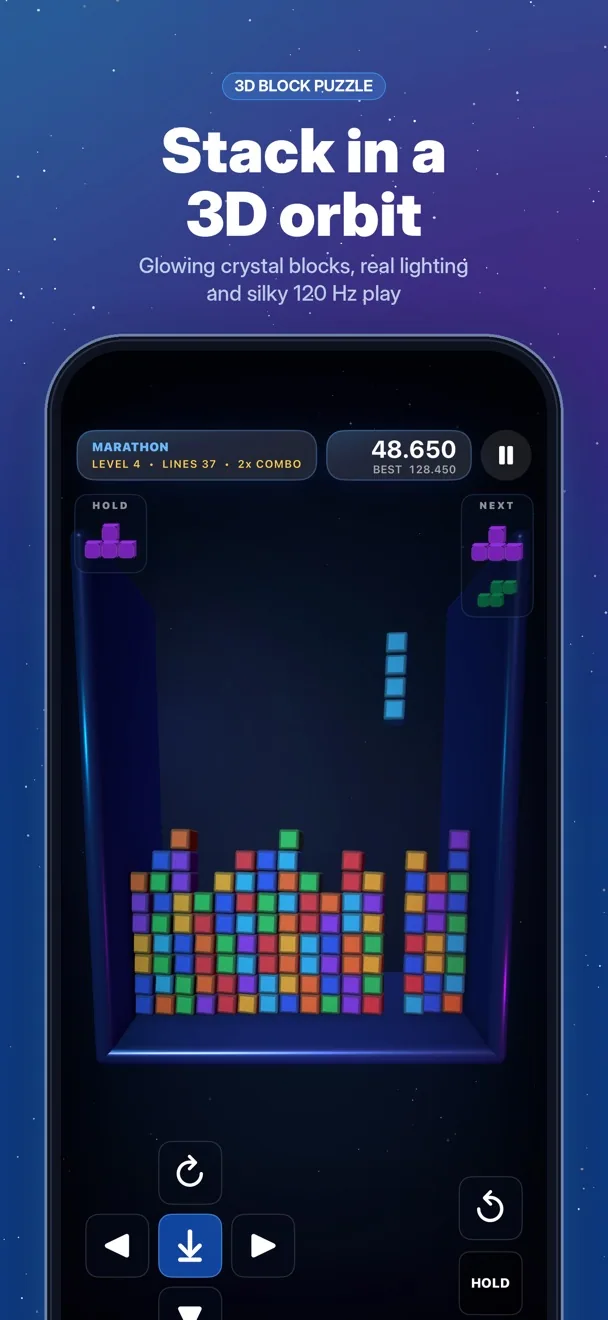 3D BLOCK PUZZLE
Stack in a
3D orbit
Glowing crystal blocks, real lighting
and silky 120 Hz play
MARATHON
LEVEL 4 • LINES 37 • 2x COMBO
48.650
BEST 128.450
HOLD
NEXT
HOLD